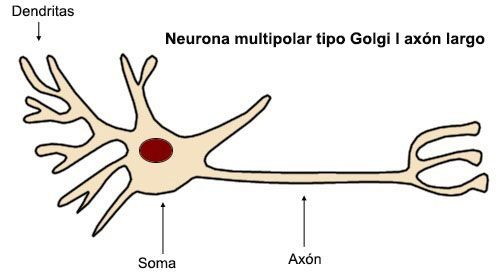 Dendritas
Neurona multipolar tipo Golgi I axón largo
Soma
Axón